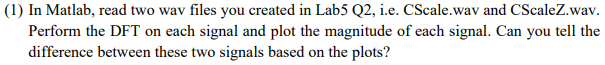 (1) In Matlab, read two wav files you created in Lab5 Q2, i.e. CScale.wav and CScaleZ.wav.
Perform the DFT on each signal and plot the magnitude of each signal. Can you tell the
difference between these two signals based on the plots?